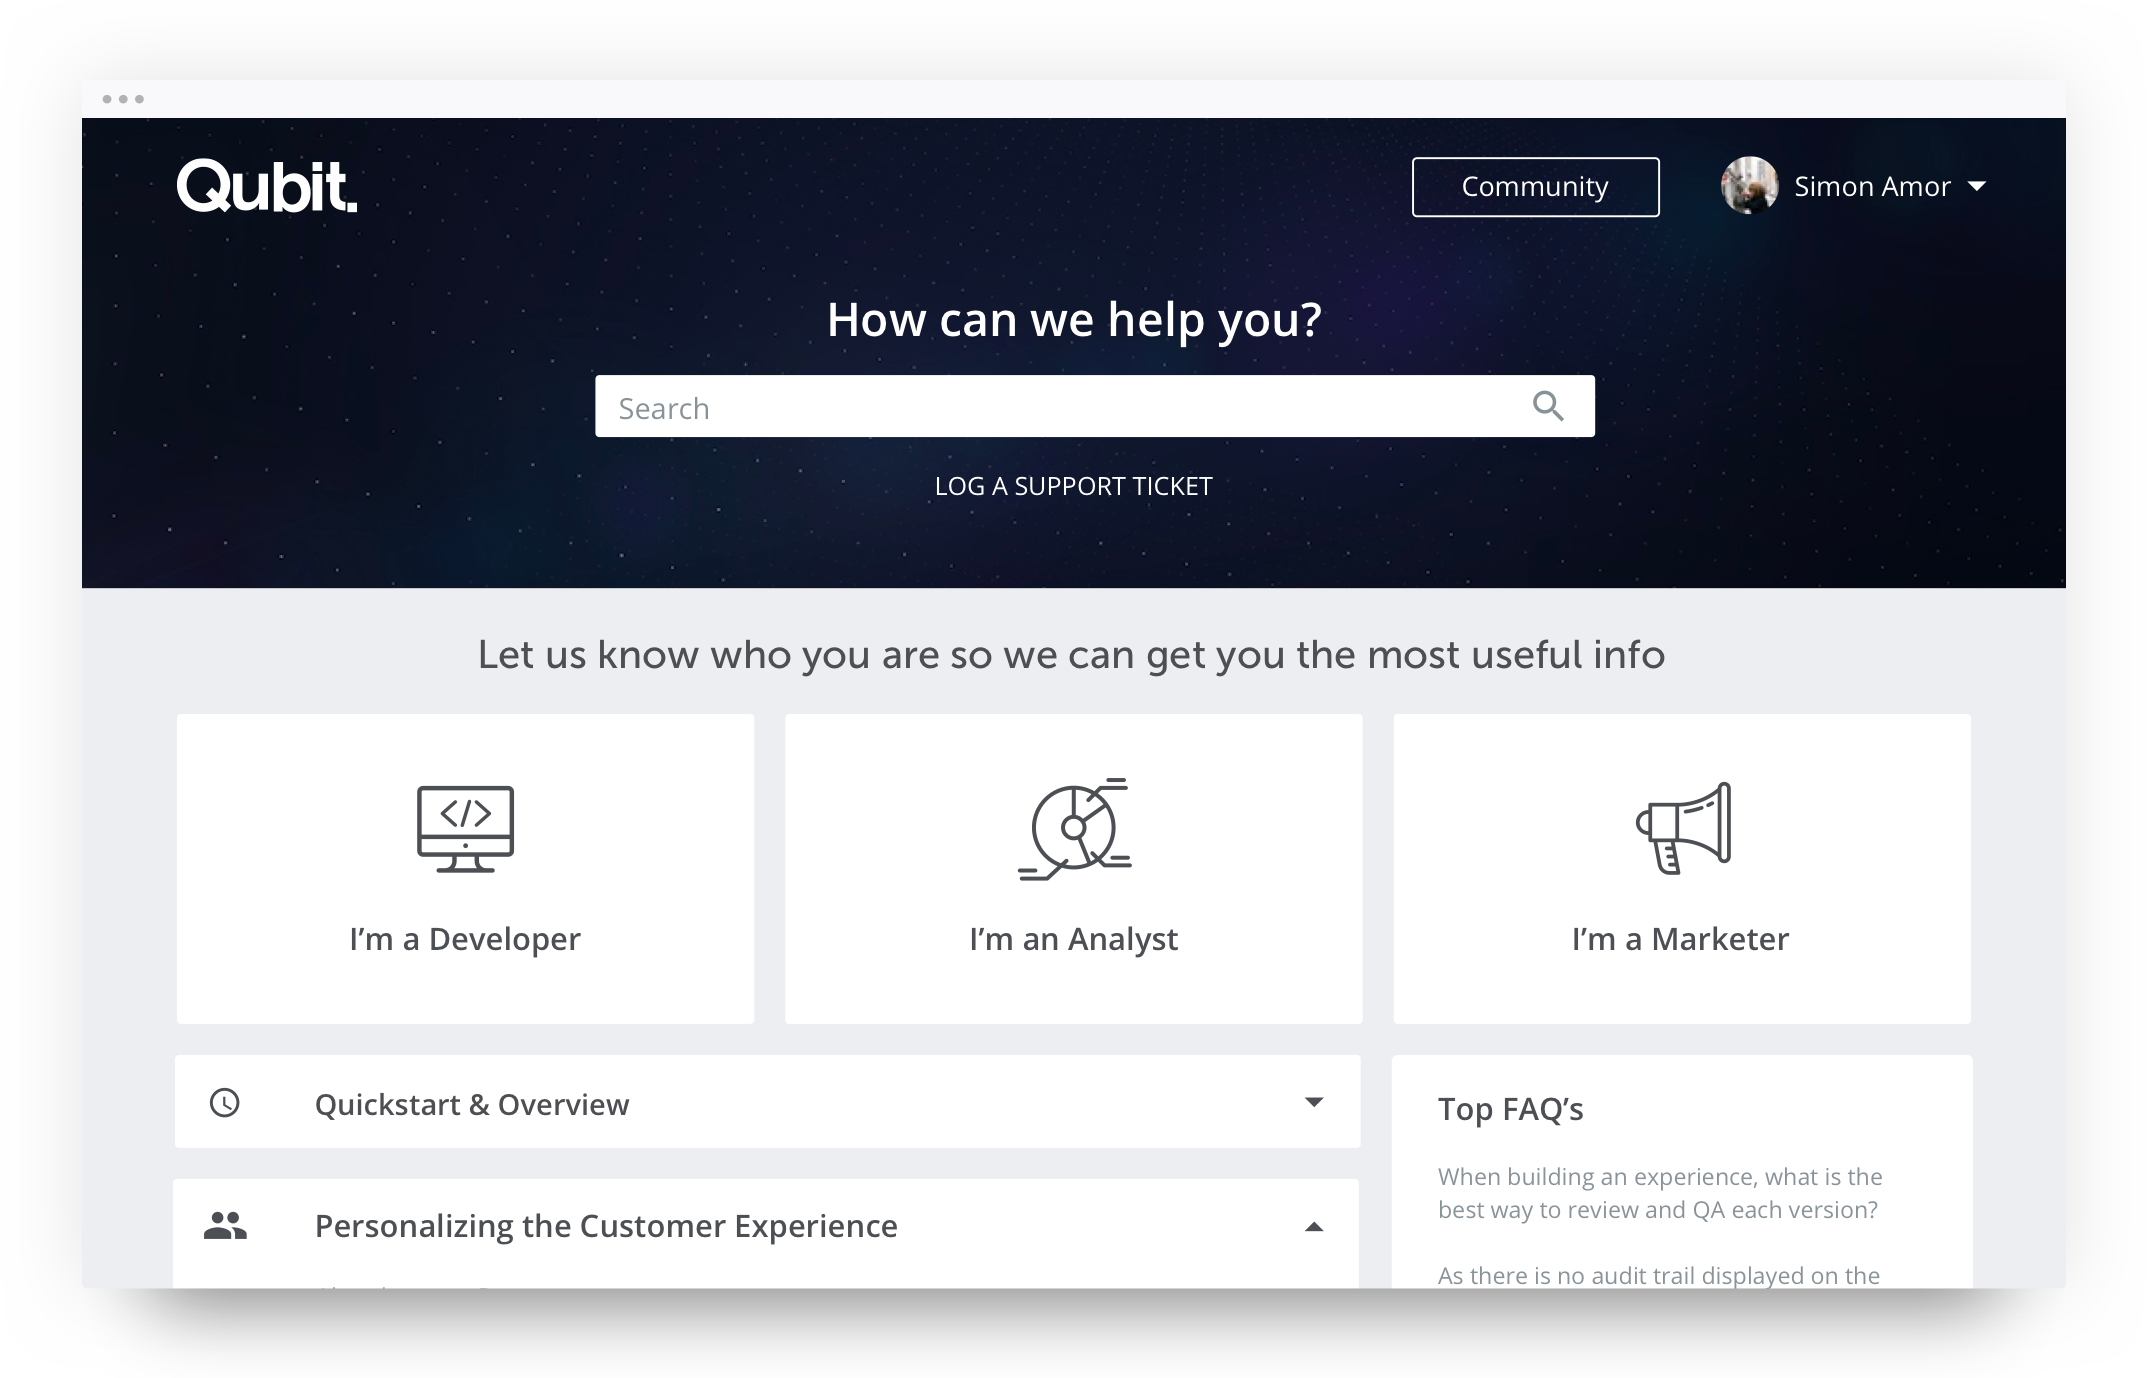 Qubit.
Community
Simon Amor
How can we help you?
Search
LOG A SUPPORT TICKET
Let us know who you are so we can get you the most useful info
</>
I’m a Developer
I’m an Analyst
I’m a Marketer
Quickstart & Overview
Personalizing the Customer Experience
Top FAQ’s
When building an experience, what is the
best way to review and QA each version?
As there is no audit trail displayed on the